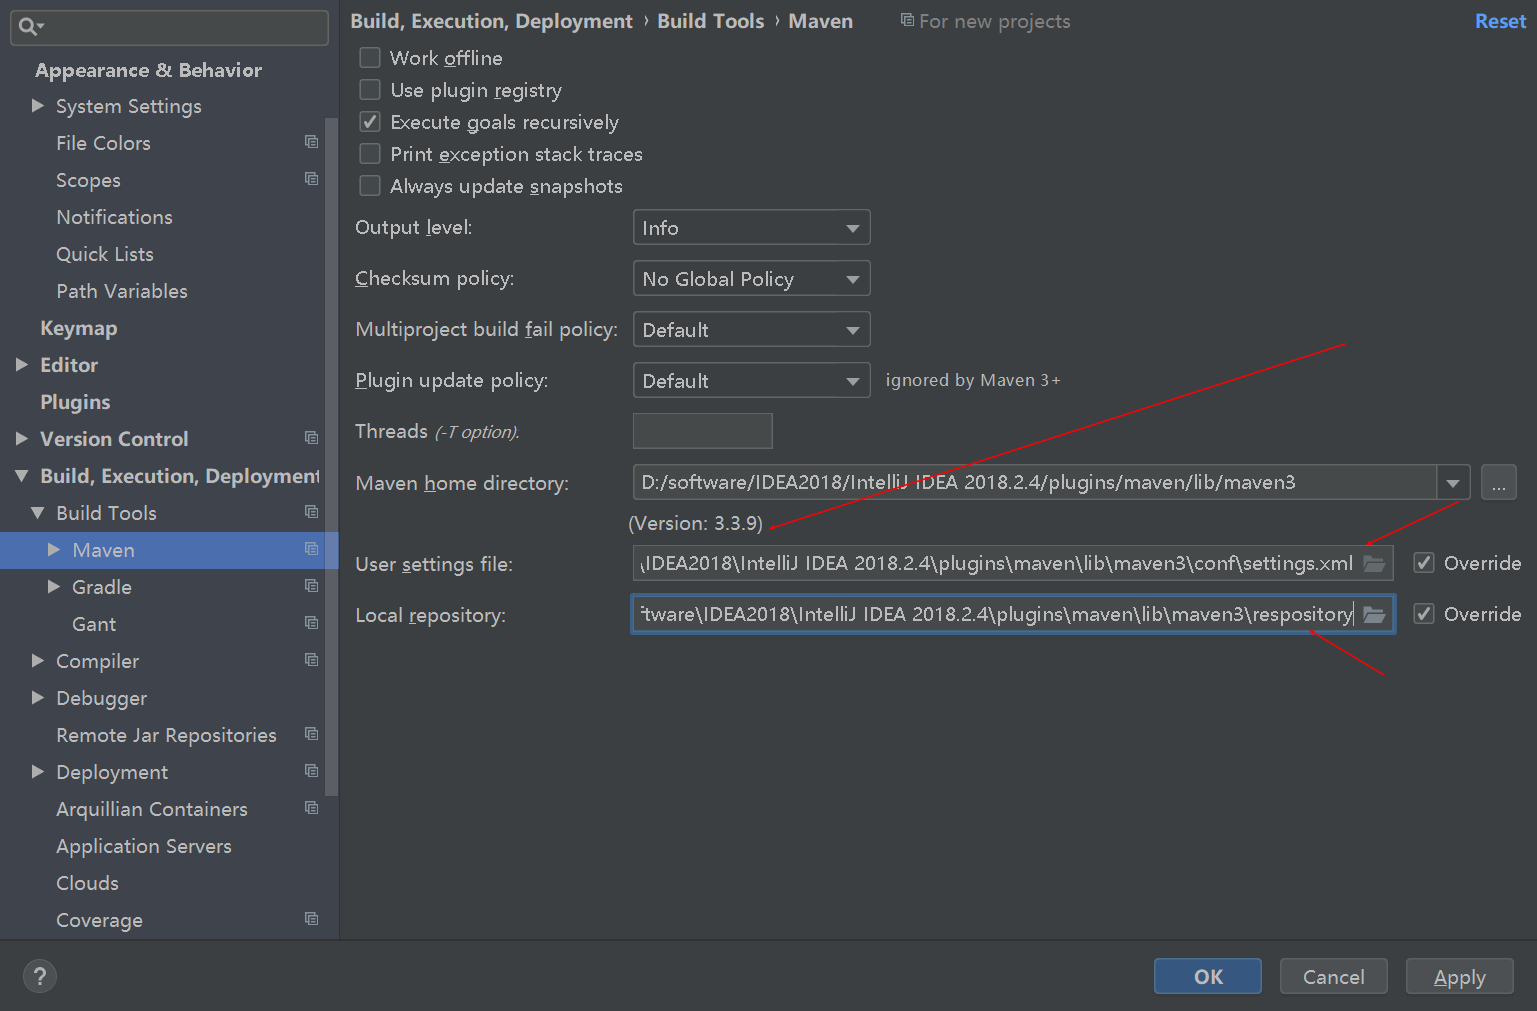 Appearance & Behavior
System Settings
File Colors
Scopes
Notifications
Quick Lists
Path Variables
Keymap
Editor
Plugins
Version Control
Build, Execution, Deployment
Build Tools
Maven
Gradle
Gant
Compiler
Debugger
Remote Jar Repositories
Deployment
Arquillian Containers
Application Servers
Clouds
Coverage
Build, Execution, Deployment › Build Tools › Maven For new projects Reset
Work offline
Use plugin registry
Execute goals recursively
Print exception stack traces
Always update snapshots
Output level: Info
Checksum policy: No Global Policy
Multiproject build fail policy: Default
Plugin update policy: Default ignored by Maven 3+
Threads (-T option).
Maven home directory: D:/software/IDEA2018/IntelliJ IDEA 2018.2.4/plugins/maven/lib/maven3 ...
(Version: 3.3.9)
User settings file: \IDEA2018\IntelliJ IDEA 2018.2.4\plugins\maven\lib\maven3\conf\settings.xml Override
Local repository: tware\IDEA2018\IntelliJ IDEA 2018.2.4\plugins\maven\lib\maven3\respository Override
? OK Cancel Apply